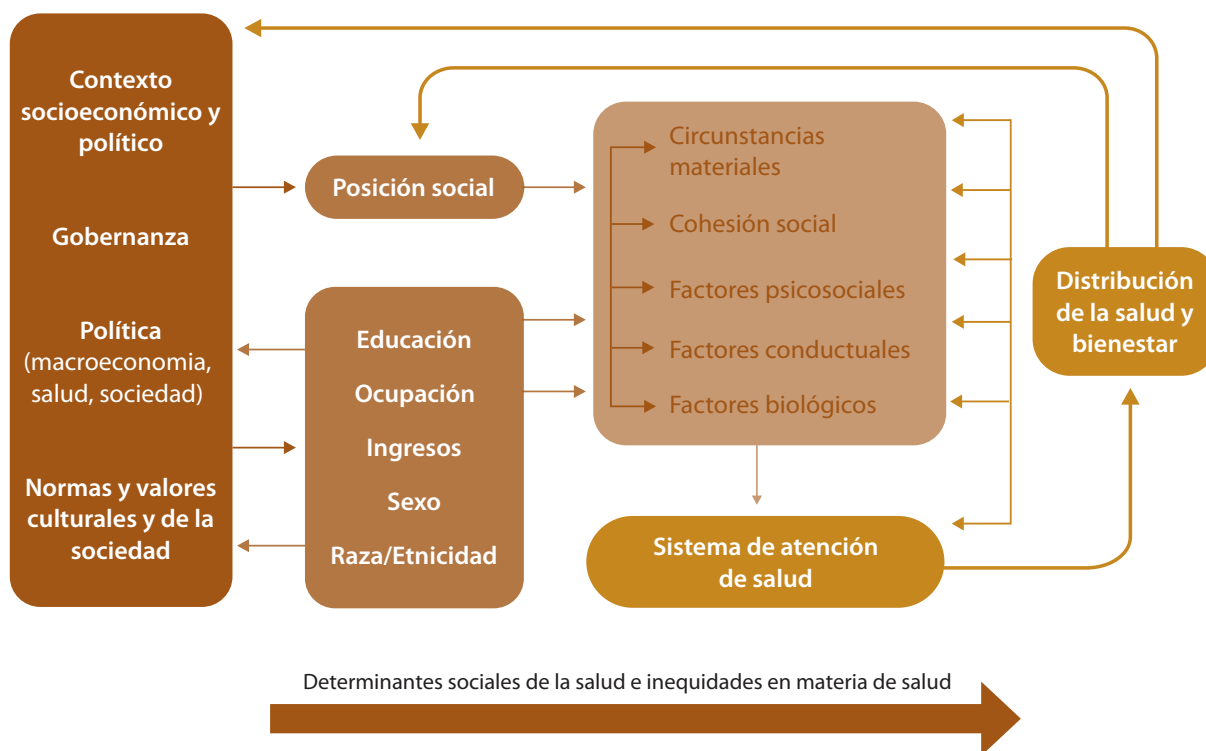 Contexto
socioeconómico y
político
Gobernanza
Política
(macroeconomia,
salud, sociedad)
Normas y valores
culturales y de la
sociedad
Posición social
Educación
Ocupación
Ingresos
Sexo
Raza/Etnicidad
Circunstancias
materiales
Cohesión social
Factores psicosociales
Factores conductuales
Factores biológicos
Sistema de atención
de salud
Distribución
de la salud y
bienestar
Determinantes sociales de la salud e inequidades en materia de salud